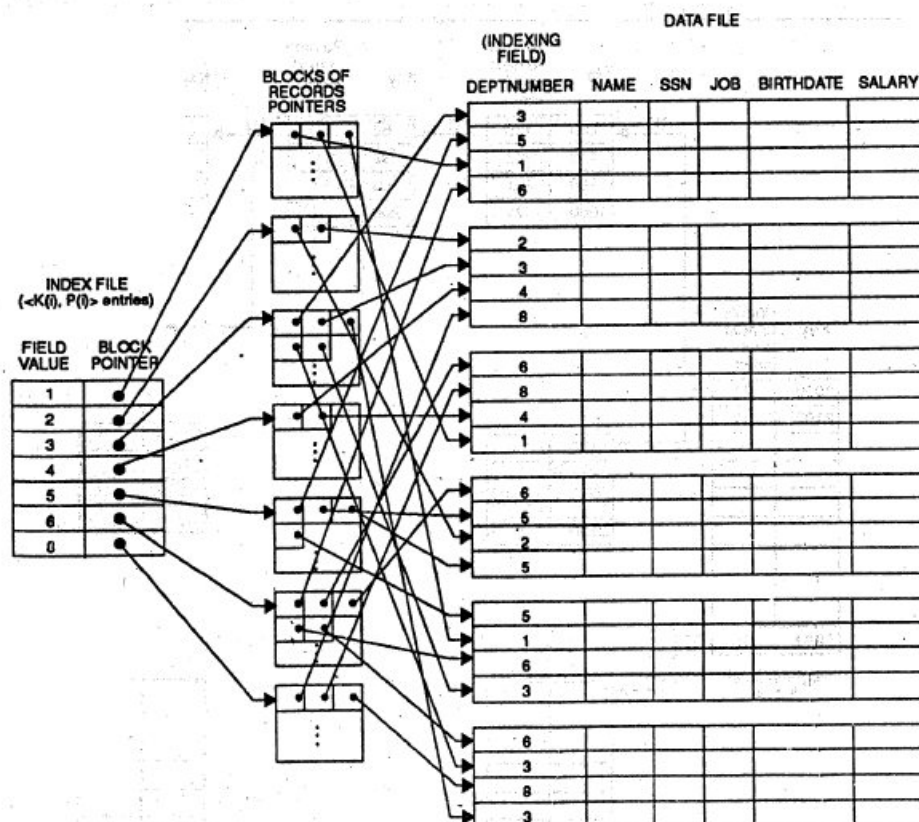 DATA FILE
(INDEXING
FIELD)
BLOCKS OF
RECORDS
POINTERS
DEPTNUMBER NAME SSN JOB BIRTHDATE SALARY
3
5
1
6
2
3
4
8
6
8
4
1
6
5
2
5
5
1
6
3
6
3
8
3
INDEX FILE
(<K(i), P(i)> entries)
FIELD BLOCK
VALUE POINTER
1
2
3
4
5
6
8